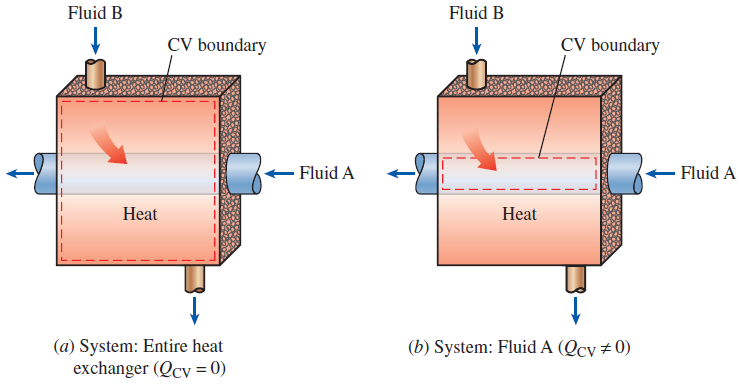 Fluid B
CV boundary
Fluid A
Heat
(a) System: Entire heat
exchanger (QCV = 0)
Fluid B
CV boundary
Fluid A
Heat
(b) System: Fluid A (QCV ≠ 0)